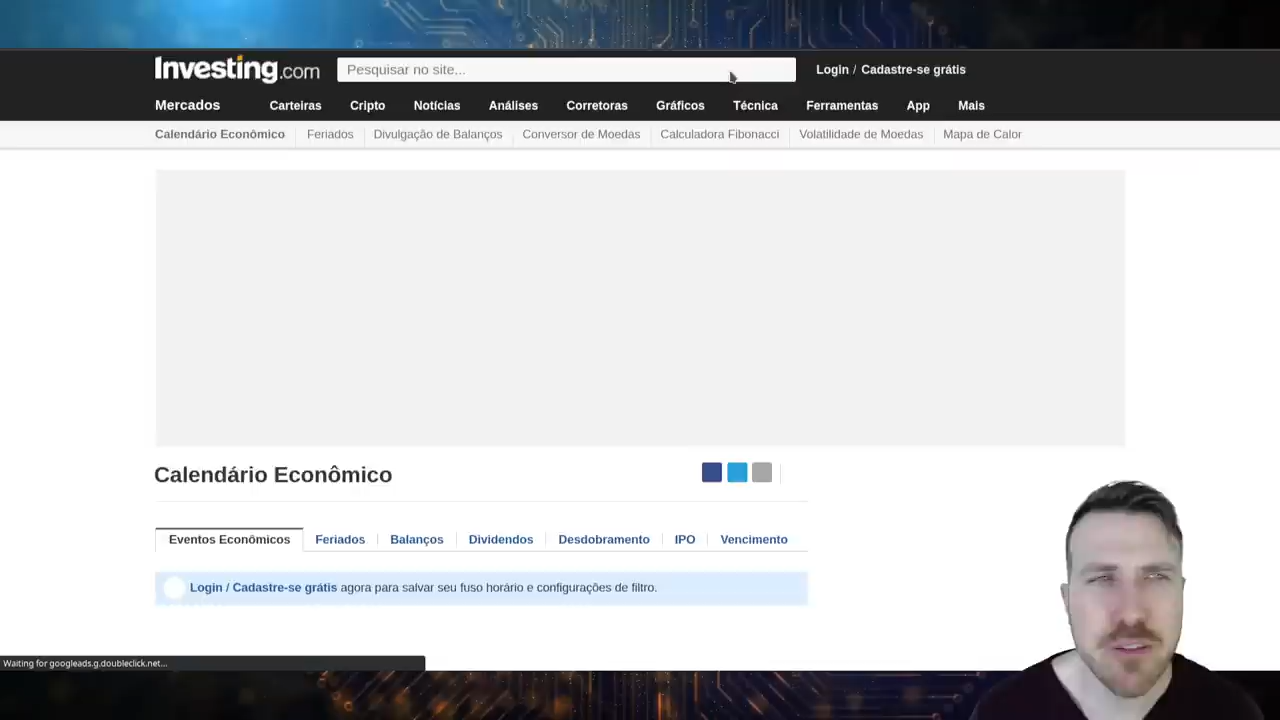 Investing.com
Pesquisar no site...
Login / Cadastre-se grátis
Mercados Carteiras Cripto Notícias Análises Corretoras Gráficos Técnica Ferramentas App Mais
Calendário Econômico Feriados Divulgação de Balanços Conversor de Moedas Calculadora Fibonacci Volatilidade de Moedas Mapa de Calor
Calendário Econômico
Eventos Econômicos Feriados Balanços Dividendos Desdobramento IPO Vencimento
Login / Cadastre-se grátis agora para salvar seu fuso horário e configurações de filtro.
Waiting for googleads.g.doubleclick.net...